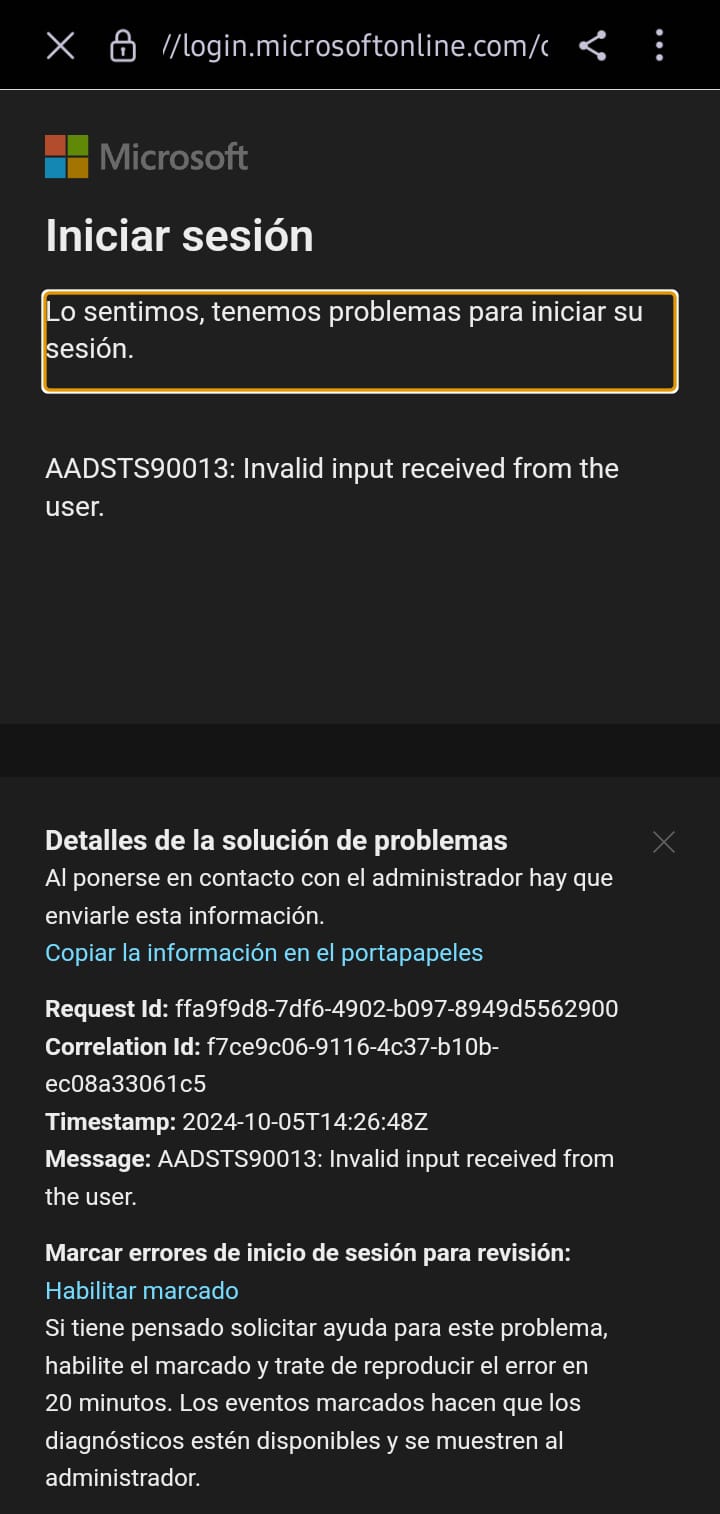 //login.microsoftonline.com/c
Microsoft
Iniciar sesión
Lo sentimos, tenemos problemas para iniciar su
sesión.
AADSTS90013: Invalid input received from the
user.
Detalles de la solución de problemas
Al ponerse en contacto con el administrador hay que
enviarle esta información.
Copiar la información en el portapapeles
Request Id: ffa9f9d8-7df6-4902-b097-8949d5562900
Correlation Id: f7ce9c06-9116-4c37-b10b-
ec08a33061c5
Timestamp: 2024-10-05T14:26:48Z
Message: AADSTS90013: Invalid input received from
the user.
Marcar errores de inicio de sesión para revisión:
Habilitar marcado
Si tiene pensado solicitar ayuda para este problema,
habilite el marcado y trate de reproducir el error en
20 minutos. Los eventos marcados hacen que los
diagnósticos estén disponibles y se muestren al
administrador.